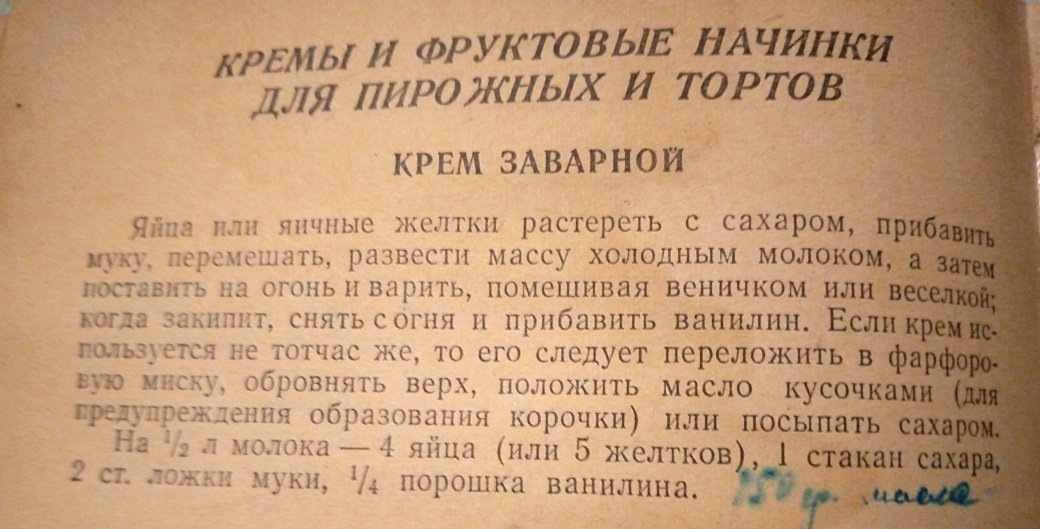 КРЕМЫ И ФРУКТОВЫЕ НАЧИНКИ
ДЛЯ ПИРОЖНЫХ И ТОРТОВ
КРЕМ ЗАВАРНОЙ
Яйца или яичные желтки растереть с сахаром, прибавить
муку, перемешать, развести массу холодным молоком, а затем
поставить на огонь и варить, помешивая веничком или веселкой;
когда закипит, снять с огня и прибавить ванилин. Если крем ис-
пользуется не тотчас же, то его следует переложить в фарфоро-
вую миску, обровнять верх, положить масло кусочками (для
предупреждения образования корочки) или посыпать сахаром.
На 1/2 л молока — 4 яйца (или 5 желтков), 1 стакан сахара,
2 ст. ложки муки, 1/4 порошка ванилина. 150 гр. масла